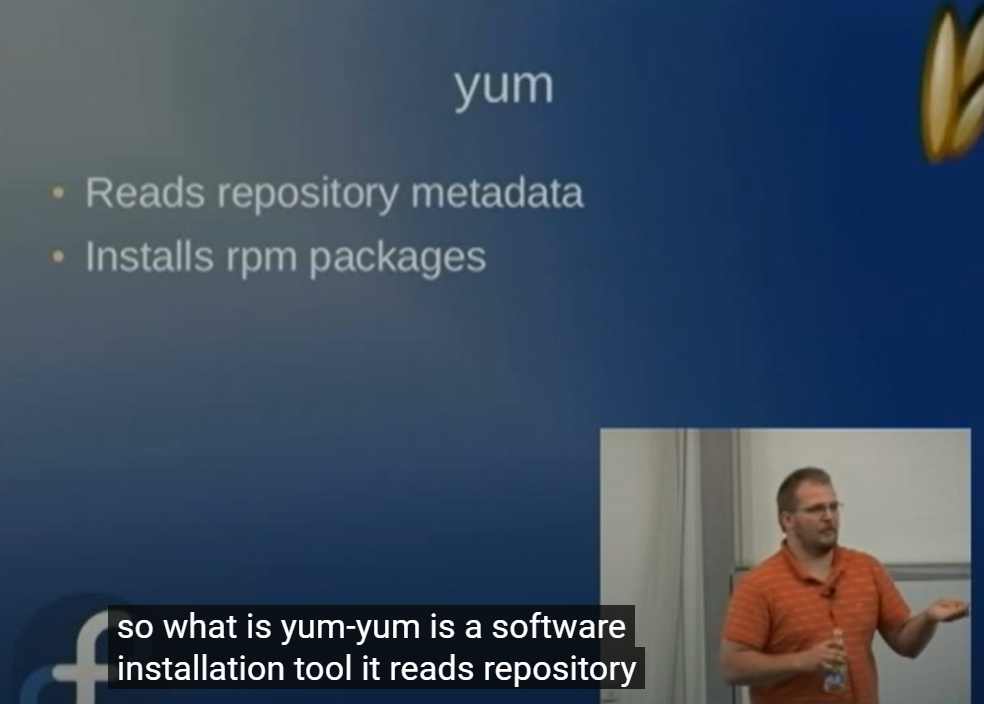 yum
• Reads repository metadata
• Installs rpm packages
so what is yum-yum is a software
installation tool it reads repository